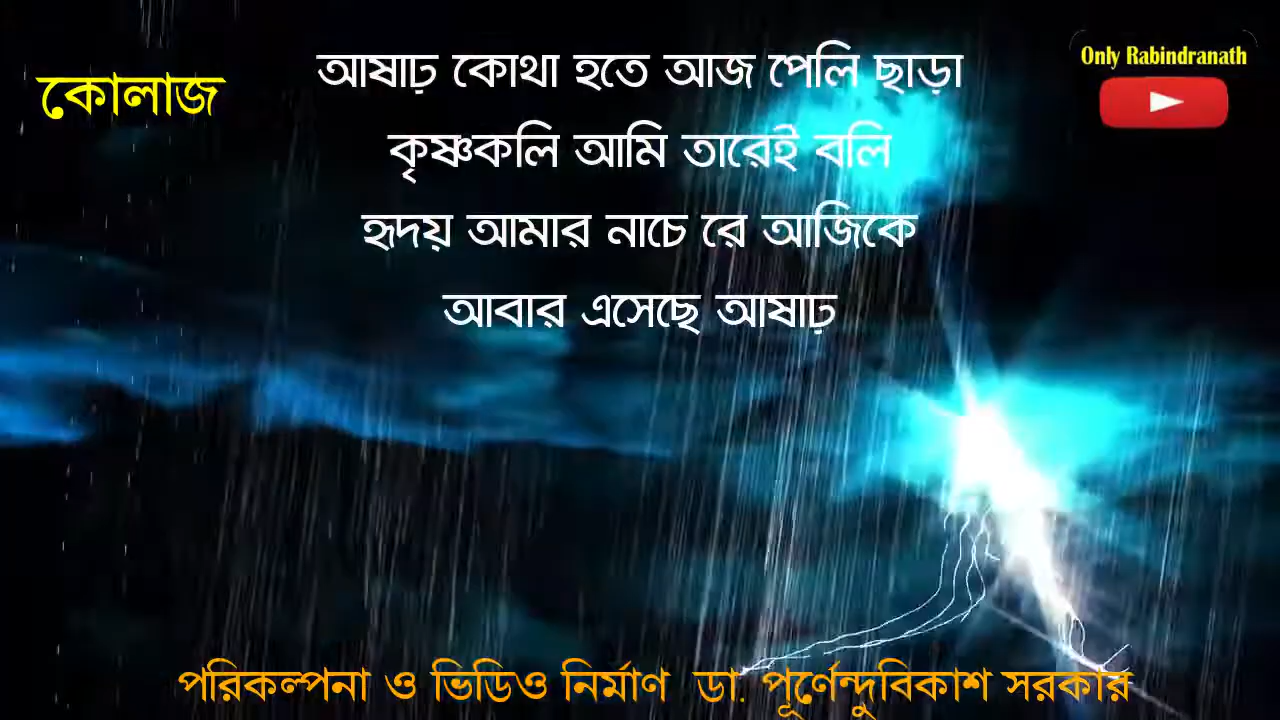 কোলাজ
আষাঢ় কোথা হতে আজ পেলি ছাড়া
কৃষ্ণকলি আমি তারেই বলি
হৃদয় আমার নাচে রে আজিকে
আবার এসেছে আষাঢ়
Only Rabindranath
পরিকল্পনা ও ভিডিও নির্মাণ ডা. পূর্ণেন্দুবিকাশ সরকার